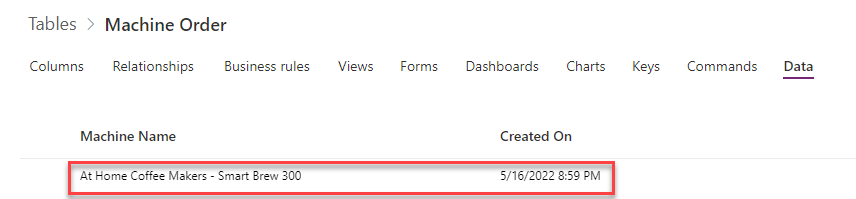 Tables > Machine Order
Columns Relationships Business rules Views Forms Dashboards Charts Keys Commands Data
Machine Name Created On
At Home Coffee Makers - Smart Brew 300 5/16/2022 8:59 PM